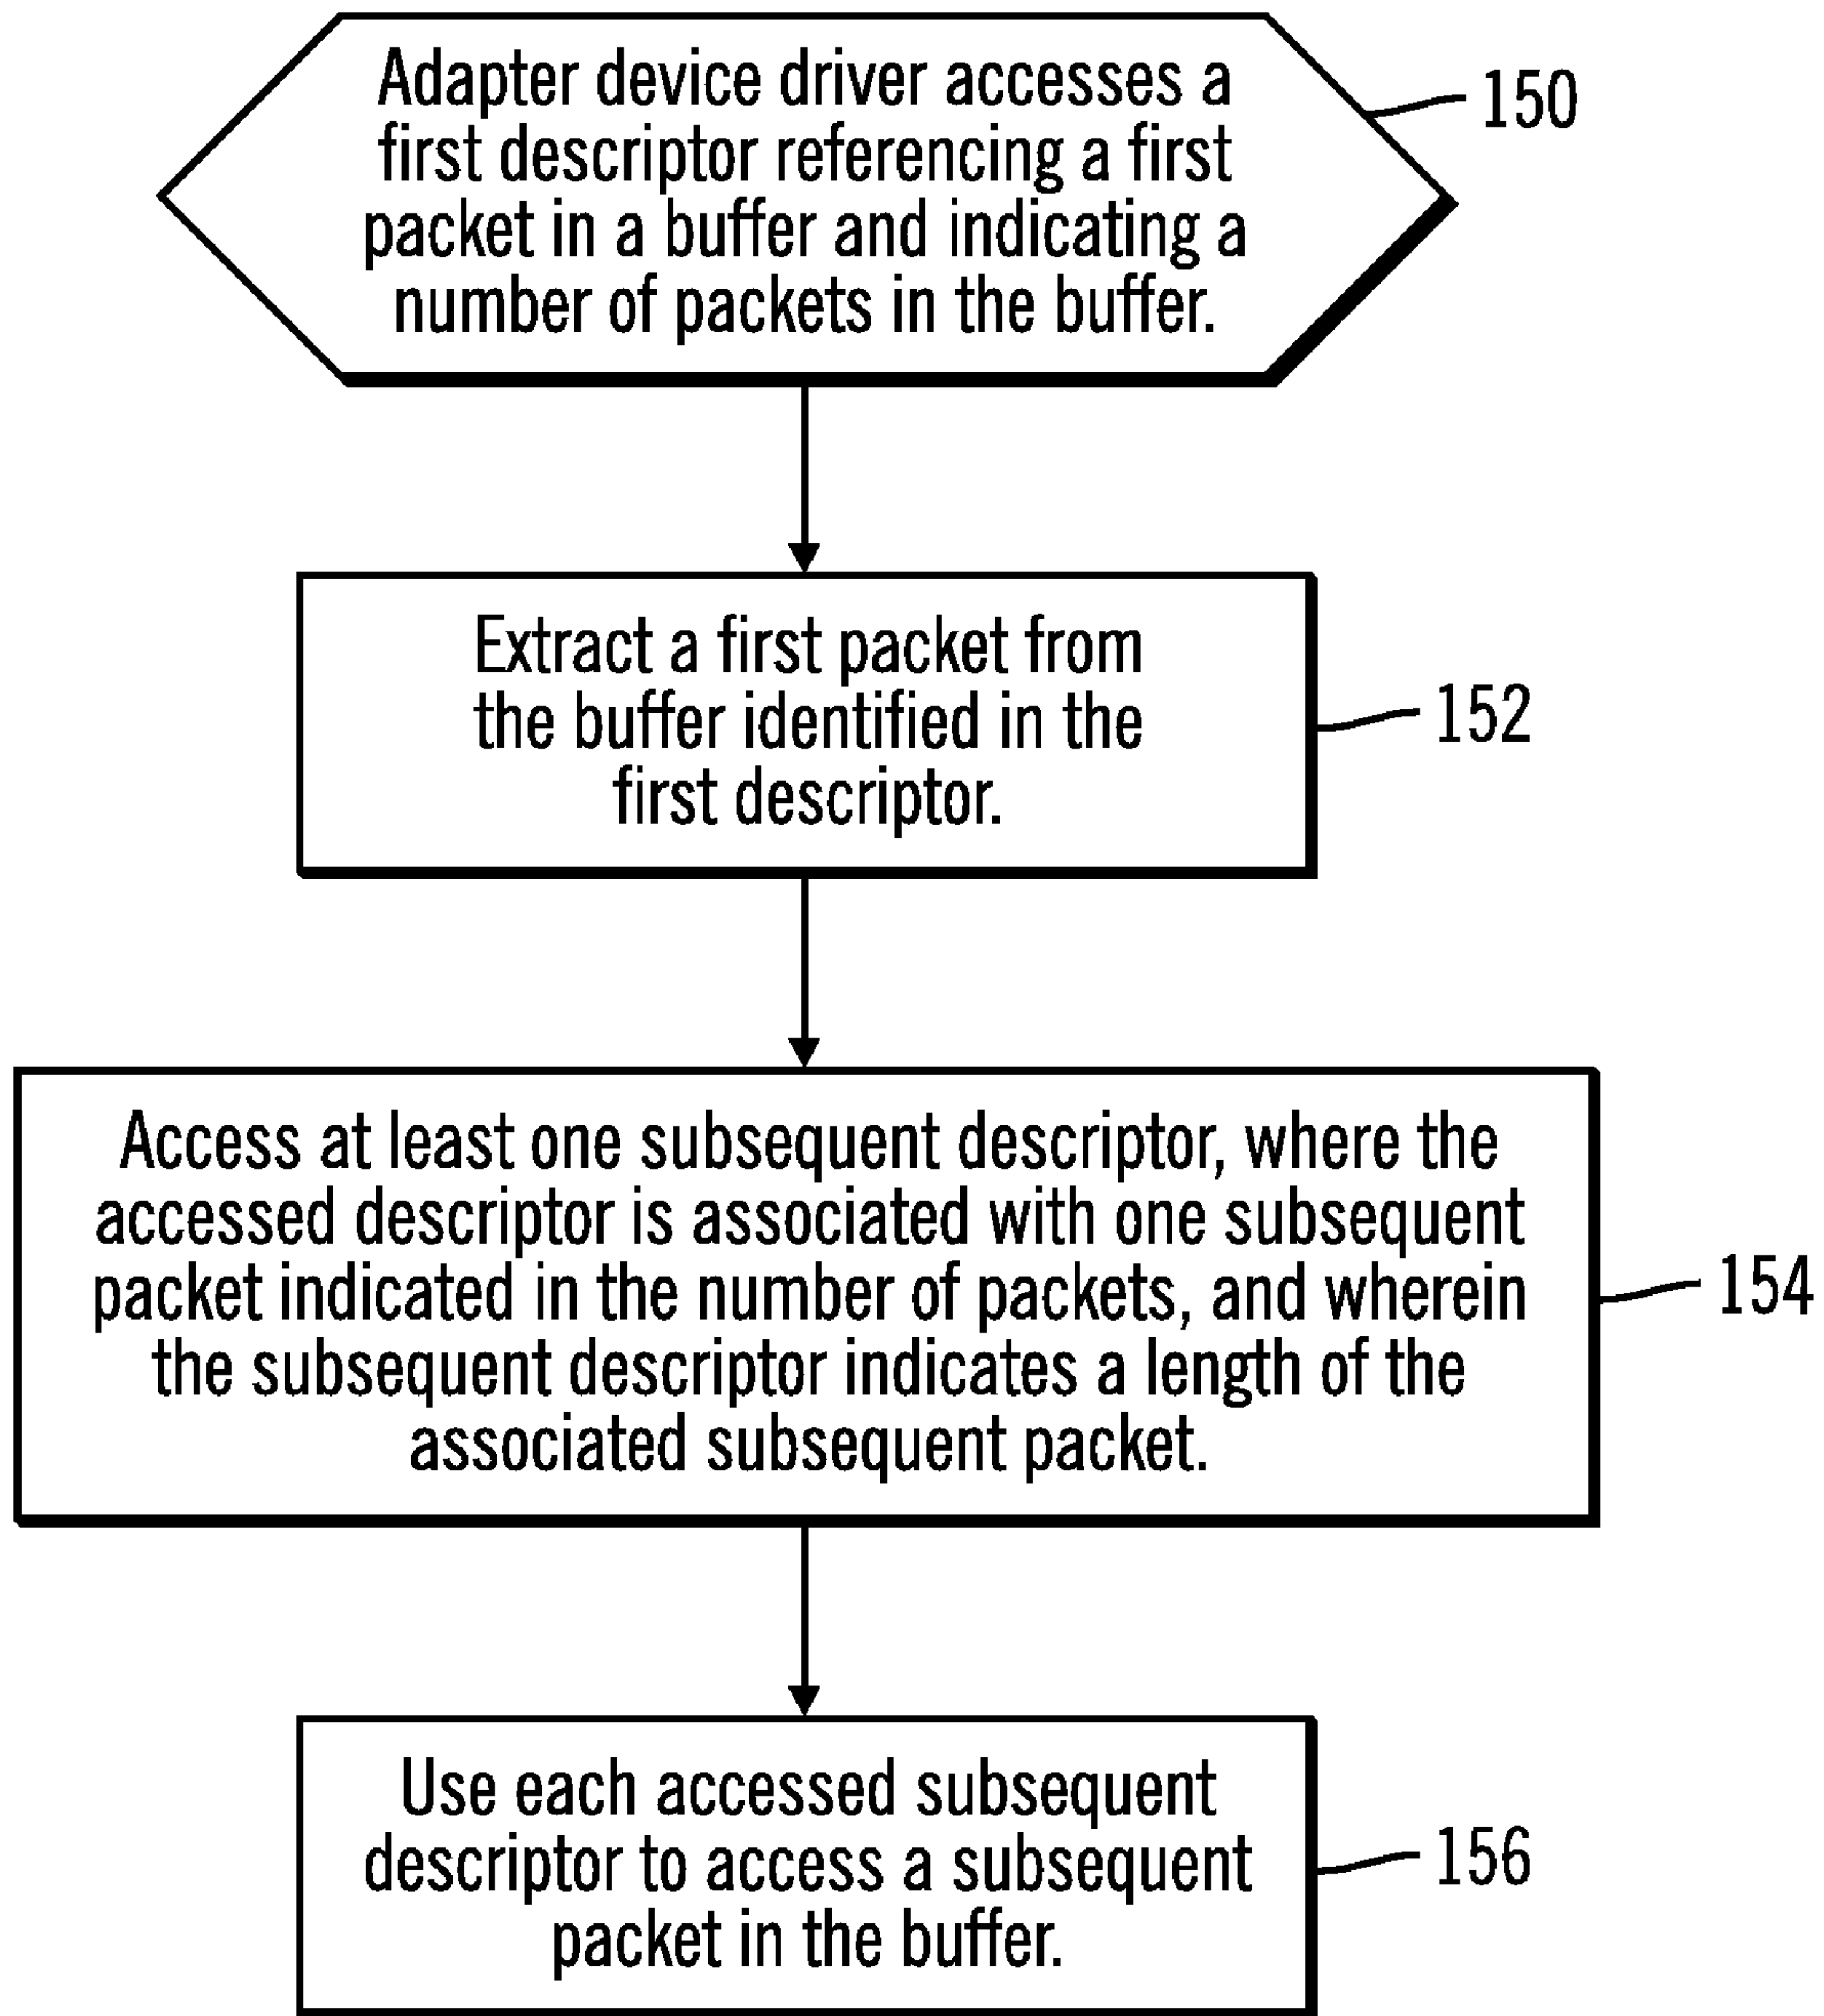 Adapter device driver accesses a
first descriptor referencing a first
packet in a buffer and indicating a
number of packets in the buffer.
150
Extract a first packet from
the buffer identified in the
first descriptor.
152
Access at least one subsequent descriptor, where the
accessed descriptor is associated with one subsequent
packet indicated in the number of packets, and wherein
the subsequent descriptor indicates a length of the
associated subsequent packet.
154
Use each accessed subsequent
descriptor to access a subsequent
packet in the buffer.
156